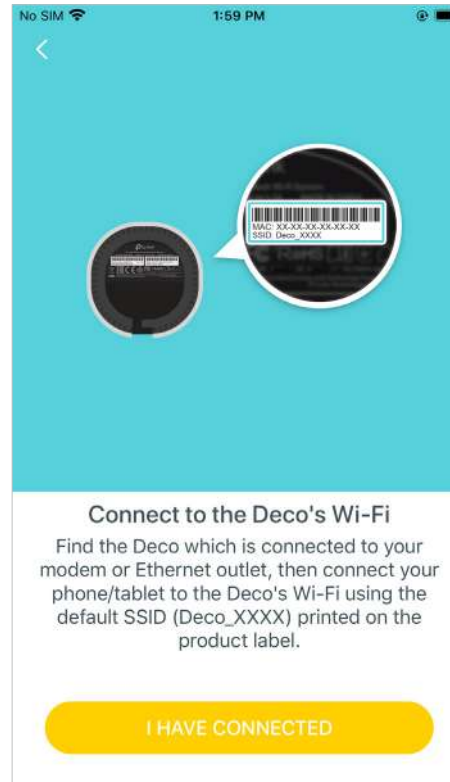 No SIM
1:59 PM
MAC: XX-XX-XX-XX-XX-XX
SSID: Deco_XXXX
Connect to the Deco's Wi-Fi
Find the Deco which is connected to your
modem or Ethernet outlet, then connect your
phone/tablet to the Deco's Wi-Fi using the
default SSID (Deco_XXXX) printed on the
product label.
I HAVE CONNECTED